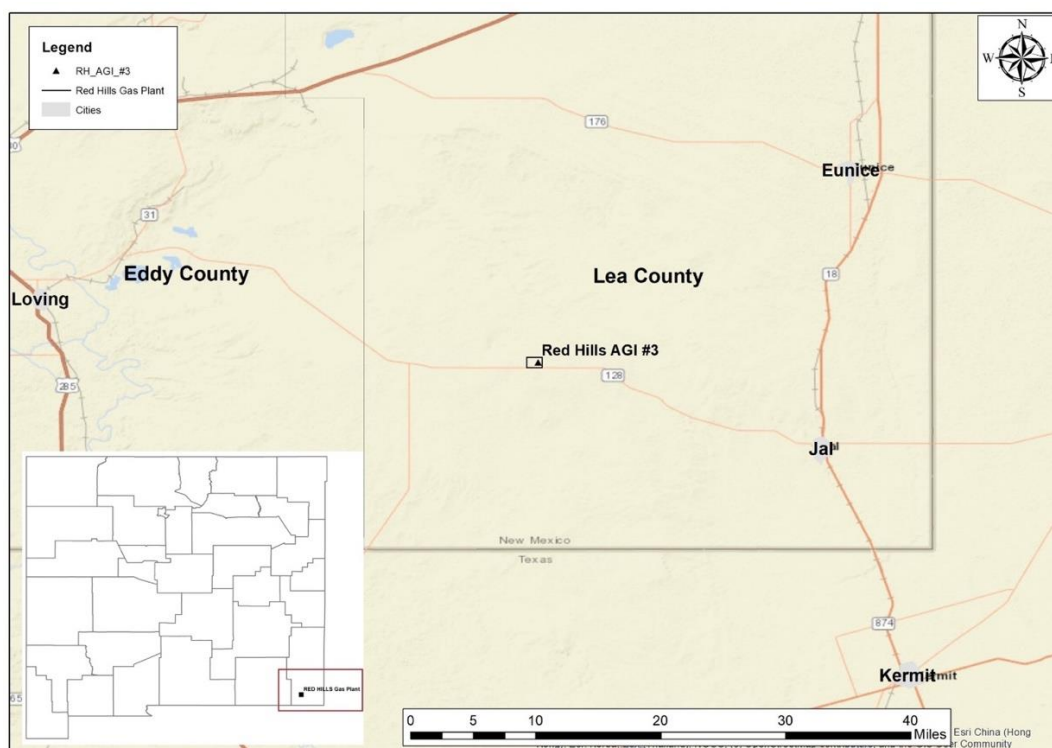 Legend
RH_AGI_#3
Red Hills Gas Plant
Cities
N
W
S
176
Eunice
31
Eddy County
Lea County
18
Loving
Red Hills AGI #3
128
285
Jal
New Mexico
Texas
874
RED HILLS Gas Plant
Kermit
0 5 10 20 30 40
Miles
Esri China (Hong
Community